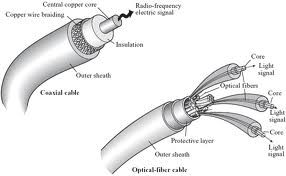 Central copper core
Copper wire braiding
Radio-frequency
electric signal
Insulation
Outer sheath
Coaxial cable
Core
Light
signal
Optical fibers
Core
Light
signal
Core
Light
signal
Protective layer
Outer sheath
Optical-fiber cable